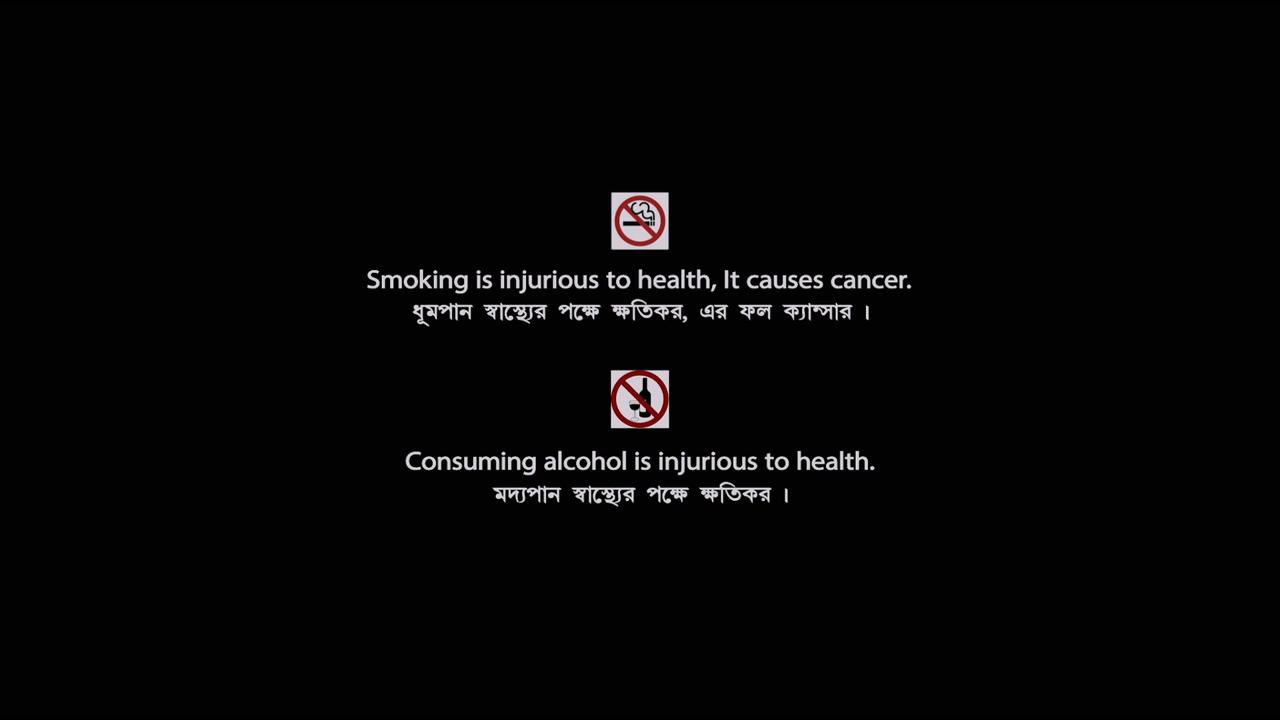 Smoking is injurious to health, It causes cancer.
ধূমপান স্বাস্থ্যের পক্ষে ক্ষতিকর, এর ফল ক্যান্সার ।
Consuming alcohol is injurious to health.
মদ্যপান স্বাস্থ্যের পক্ষে ক্ষতিকর ।